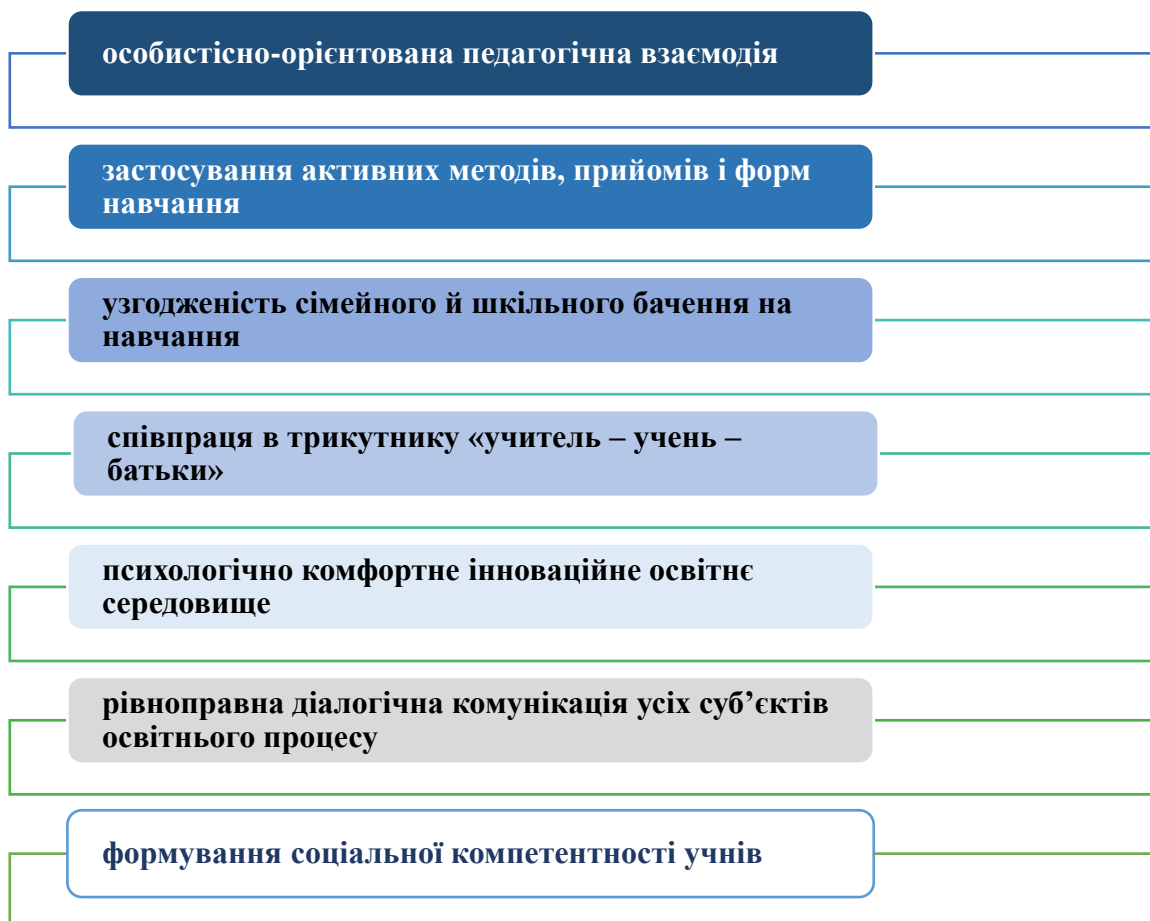 особистісно-орієнтована педагогічна взаємодія
застосування активних методів, прийомів і форм
навчання
узгодженість сімейного й шкільного бачення на
навчання
співпраця в трикутнику «учитель – учень –
батьки»
психологічно комфортне інноваційне освітнє
середовище
рівноправна діалогічна комунікація усіх суб’єктів
освітнього процесу
формування соціальної компетентності учнів